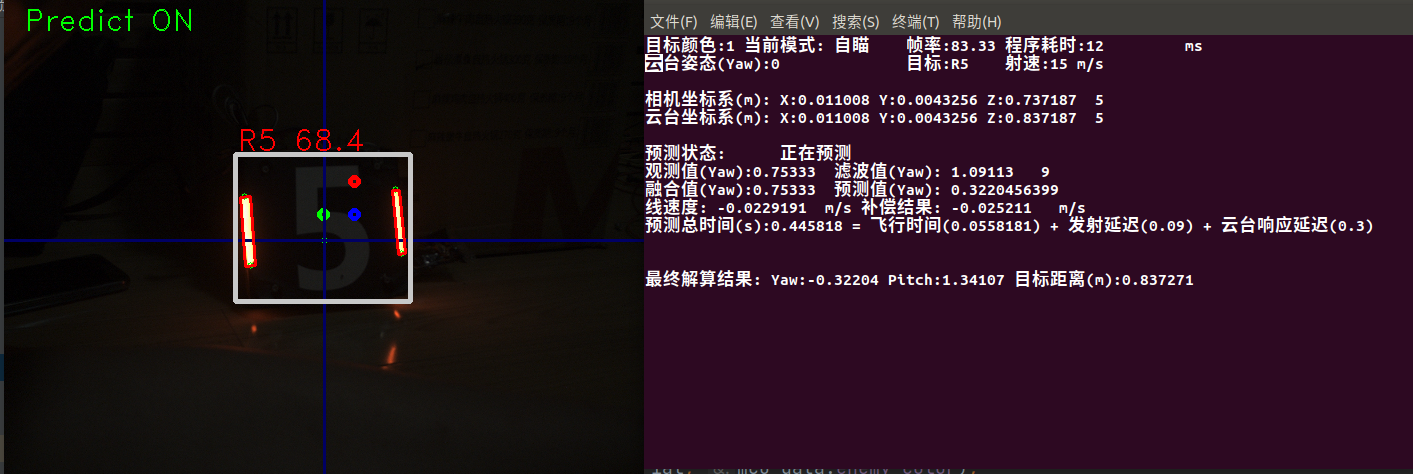 Predict ON
R5 68.4
5
文件(F) 编辑(E) 查看(V) 搜索(S) 终端(T) 帮助(H)
目标颜色:1 当前模式: 自瞄 帧率:83.33 程序耗时:12 ms
云台姿态(Yaw):0 目标:R5 射速:15 m/s
相机坐标系(m): X:0.011008 Y:0.0043256 Z:0.737187 5
云台坐标系(m): X:0.011008 Y:0.0043256 Z:0.837187 5
预测状态: 正在预测
观测值(Yaw):0.75333 滤波值(Yaw): 1.09113 9
融合值(Yaw):0.75333 预测值(Yaw): 0.3220456399
线速度: -0.0229191 m/s 补偿结果: -0.025211 m/s
预测总时间(s):0.445818 = 飞行时间(0.0558181) + 发射延迟(0.09) + 云台响应延迟(0.3)
最终解算结果: Yaw:-0.32204 Pitch:1.34107 目标距离(m):0.837271